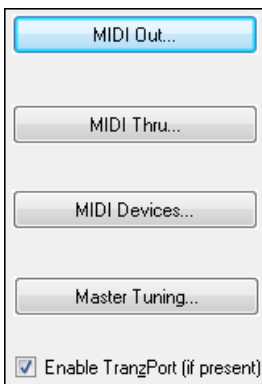 MIDI Out...
MIDI Thru...
MIDI Devices...
Master Tuning...
Enable TranzPort (if present)